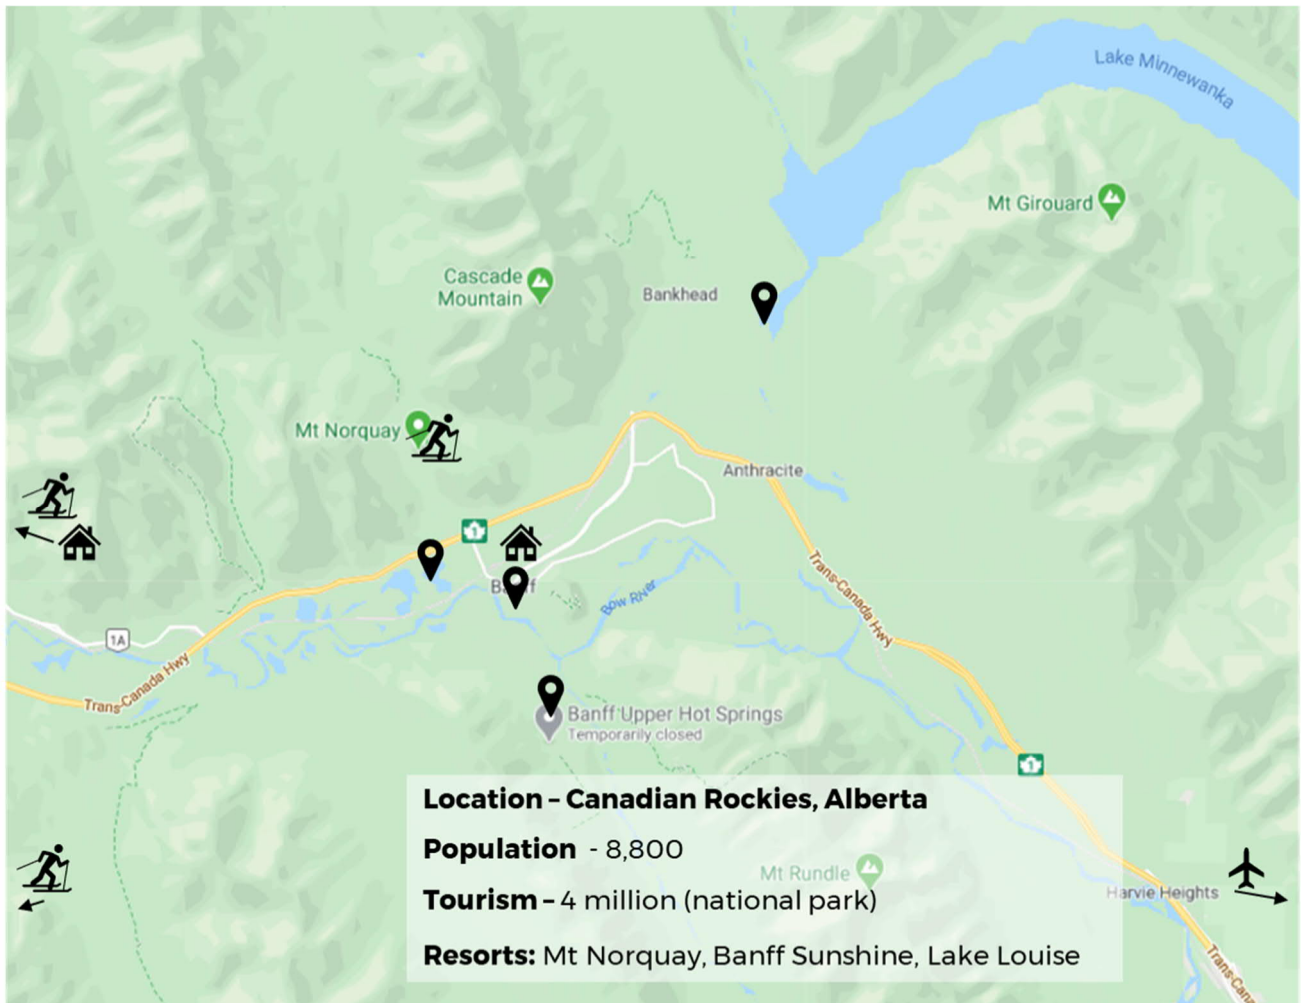 Lake Minnewanka
Mt Girouard
Cascade
Mountain
Bankhead
Mt Norquay
Anthracite
1
Banff
Bow River
Trans-Canada Hwy
1A
Trans-Canada Hwy
Banff Upper Hot Springs
Temporarily closed
1
Location – Canadian Rockies, Alberta
Population - 8,800
Mt Rundle
Tourism – 4 million (national park)
Harvie Heights
Resorts: Mt Norquay, Banff Sunshine, Lake Louise
Trans-Can